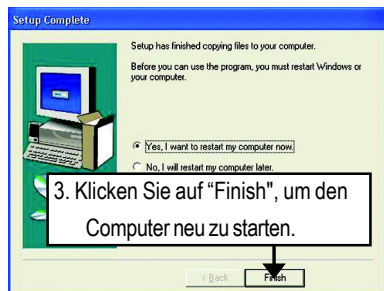 Setup Complete
Setup has finished copying files to your computer.
Before you can use the program, you must restart Windows or
your computer.
Yes, I want to restart my computer now.
No, I will restart my computer later.
3. Klicken Sie auf “Finish", um den
Computer neu zu starten.
< Back
Finish